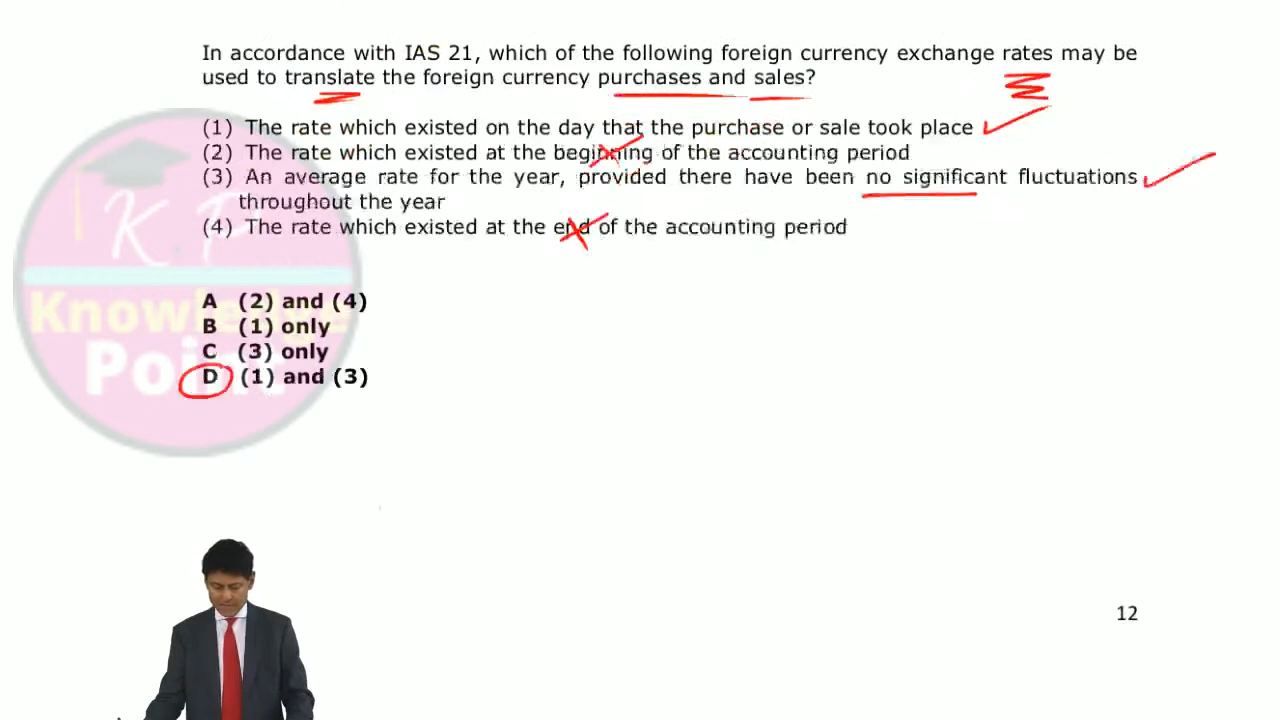 In accordance with IAS 21, which of the following foreign currency exchange rates may be
used to translate the foreign currency purchases and sales?
(1) The rate which existed on the day that the purchase or sale took place
(2) The rate which existed at the beginning of the accounting period
(3) An average rate for the year, provided there have been no significant fluctuations
throughout the year
(4) The rate which existed at the end of the accounting period
K.P
Knowledge
Point
A (2) and (4)
B (1) only
C (3) only
D (1) and (3)
12